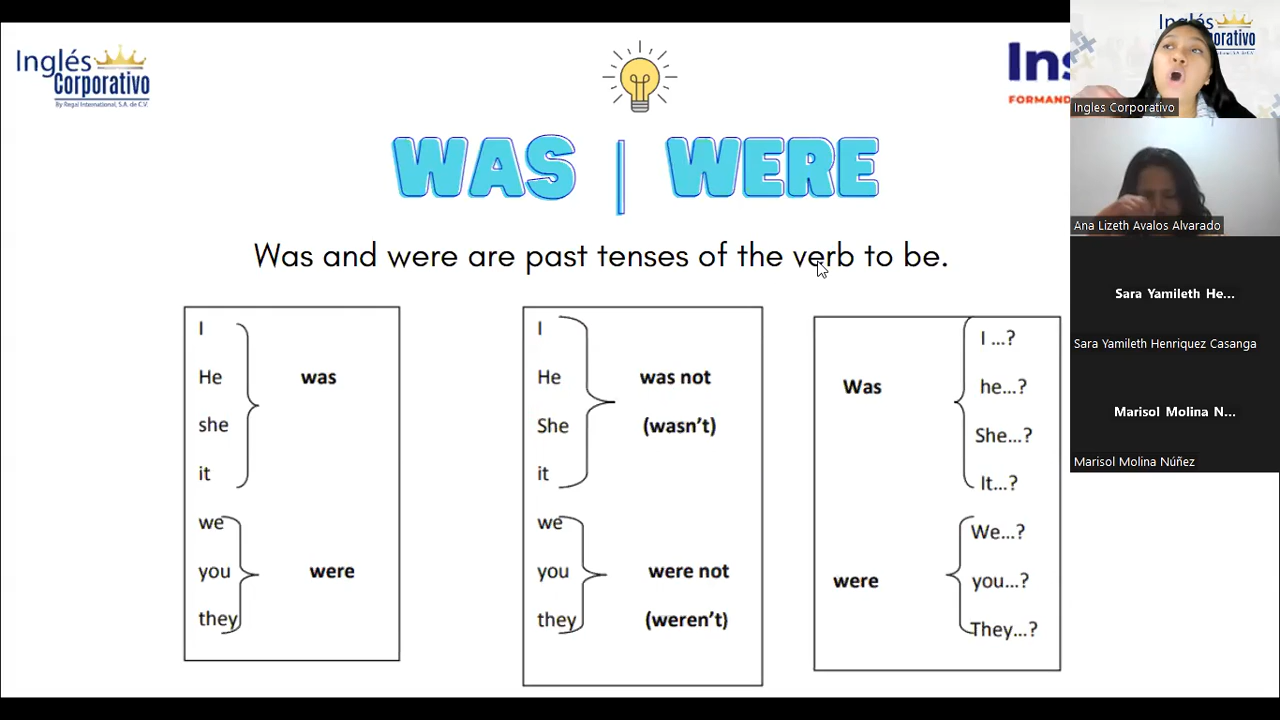 Inglés
Corporativo
By Regal International, S.A. de C.V.
FORMAND
WAS | WERE
Was and were are past tenses of the verb to be.
I
He
she
it
was
we
you
they
were
I
He
She
it
was not
(wasn't)
we
you
they
were not
(weren't)
Was
I ...?
he...?
She...?
It...?
were
We...?
you...?
They...?
Inglés
Ingles Corporativo
Ana Lizeth Avalos Alvarado
Sara Yamileth He...
Sara Yamileth Henriquez Casanga
Marisol Molina N...
Marisol Molina Núñez